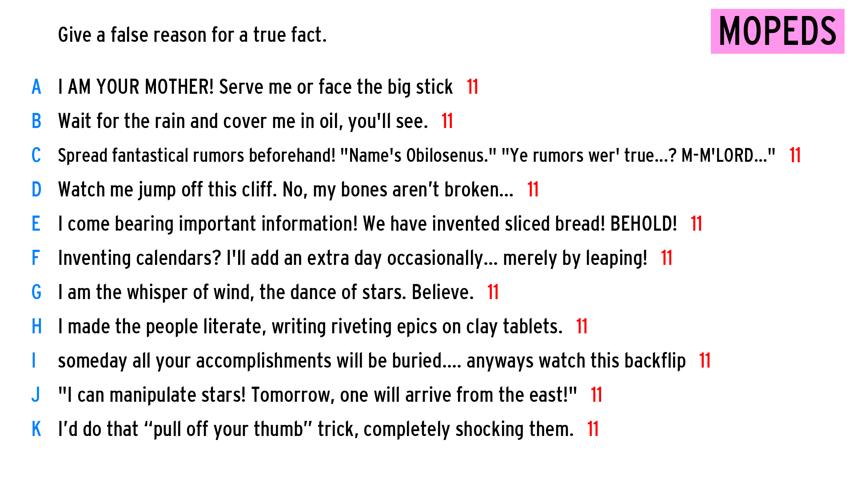 Give a false reason for a true fact.
MOPEDS
A I AM YOUR MOTHER! Serve me or face the big stick 11
B Wait for the rain and cover me in oil, you'll see. 11
C Spread fantastical rumors beforehand! "Name's Obilosenus." "Ye rumors wer' true...? M-M'LORD..." 11
D Watch me jump off this cliff. No, my bones aren’t broken... 11
E I come bearing important information! We have invented sliced bread! BEHOLD! 11
F Inventing calendars? I'll add an extra day occasionally... merely by leaping! 11
G I am the whisper of wind, the dance of stars. Believe. 11
H I made the people literate, writing riveting epics on clay tablets. 11
I someday all your accomplishments will be buried.... anyways watch this backflip 11
J "I can manipulate stars! Tomorrow, one will arrive from the east!" 11
K I’d do that “pull off your thumb” trick, completely shocking them. 11